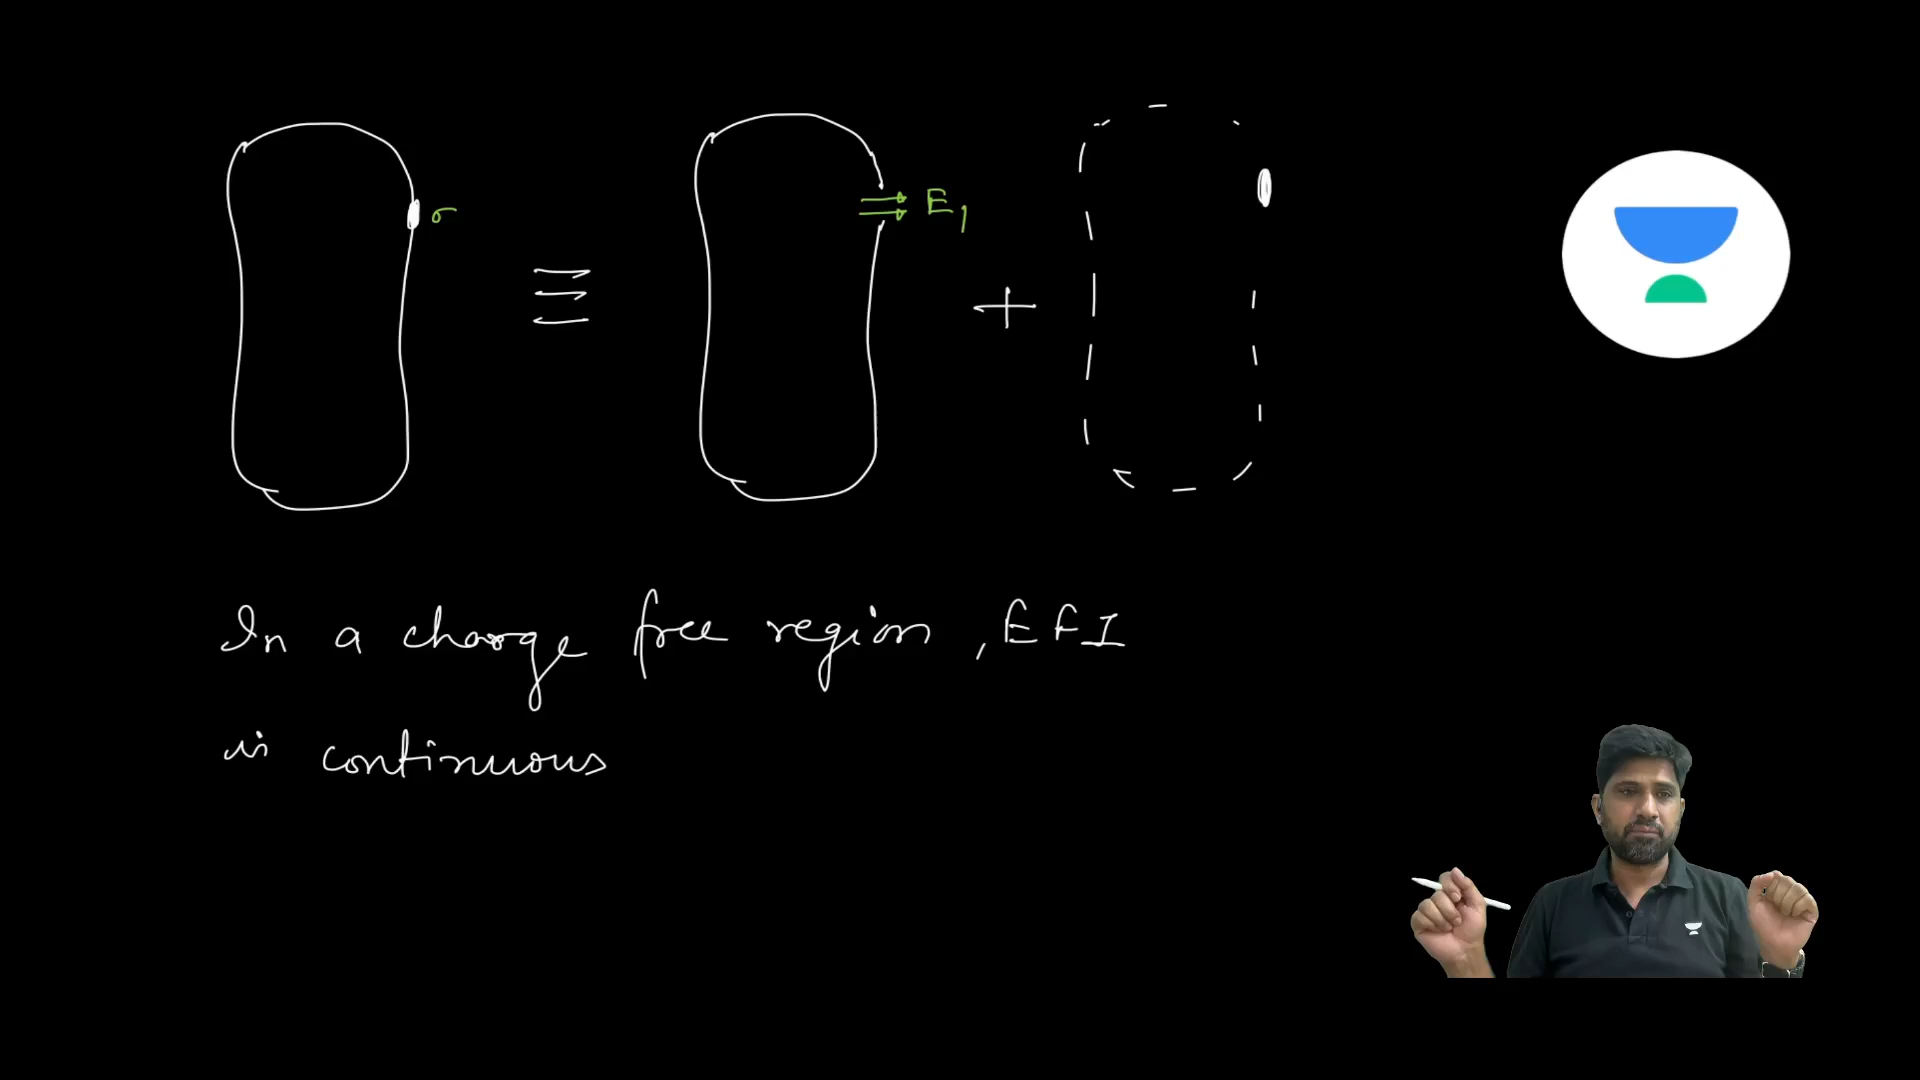 σ ≡ E₁ +
In a charge free region, EFI
is continuous